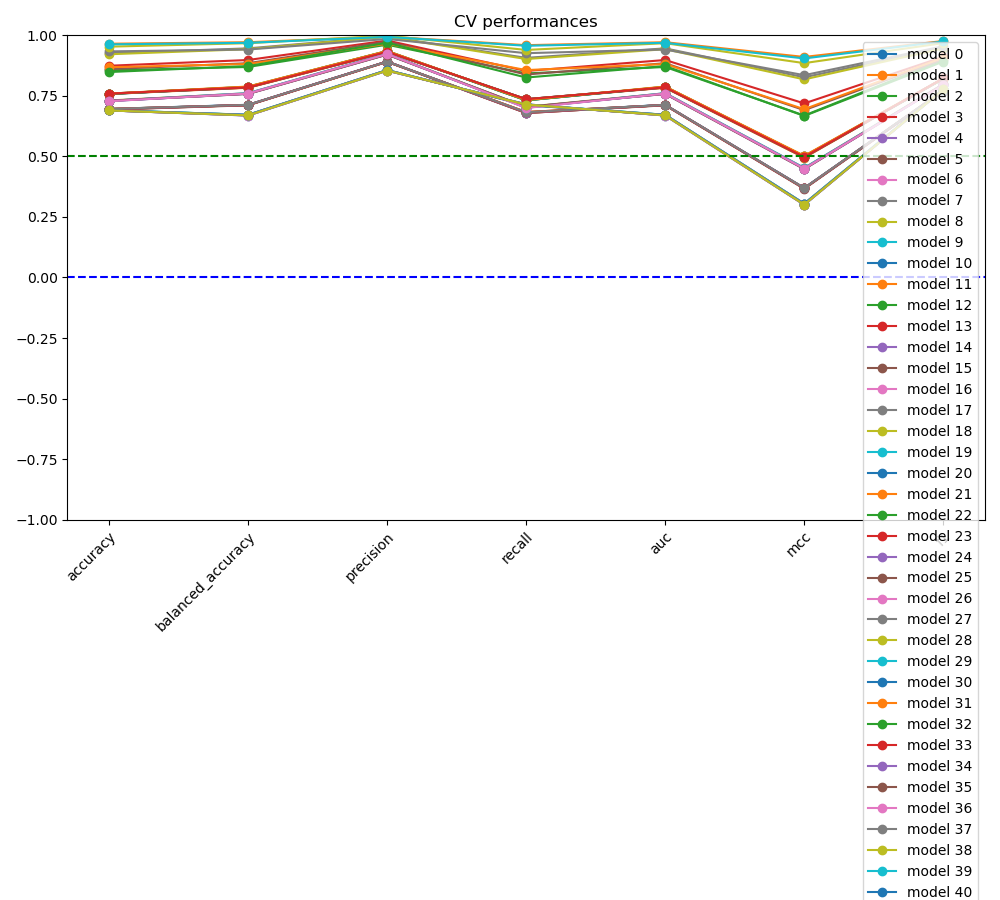 CV performances
1.00
0.75
0.50
0.25
0.00
−0.25
−0.50
−0.75
−1.00
accuracy
balanced_accuracy
precision
recall
auc
mcc
model 0
model 1
model 2
model 3
model 4
model 5
model 6
model 7
model 8
model 9
model 10
model 11
model 12
model 13
model 14
model 15
model 16
model 17
model 18
model 19
model 20
model 21
model 22
model 23
model 24
model 25
model 26
model 27
model 28
model 29
model 30
model 31
model 32
model 33
model 34
model 35
model 36
model 37
model 38
model 39
model 40